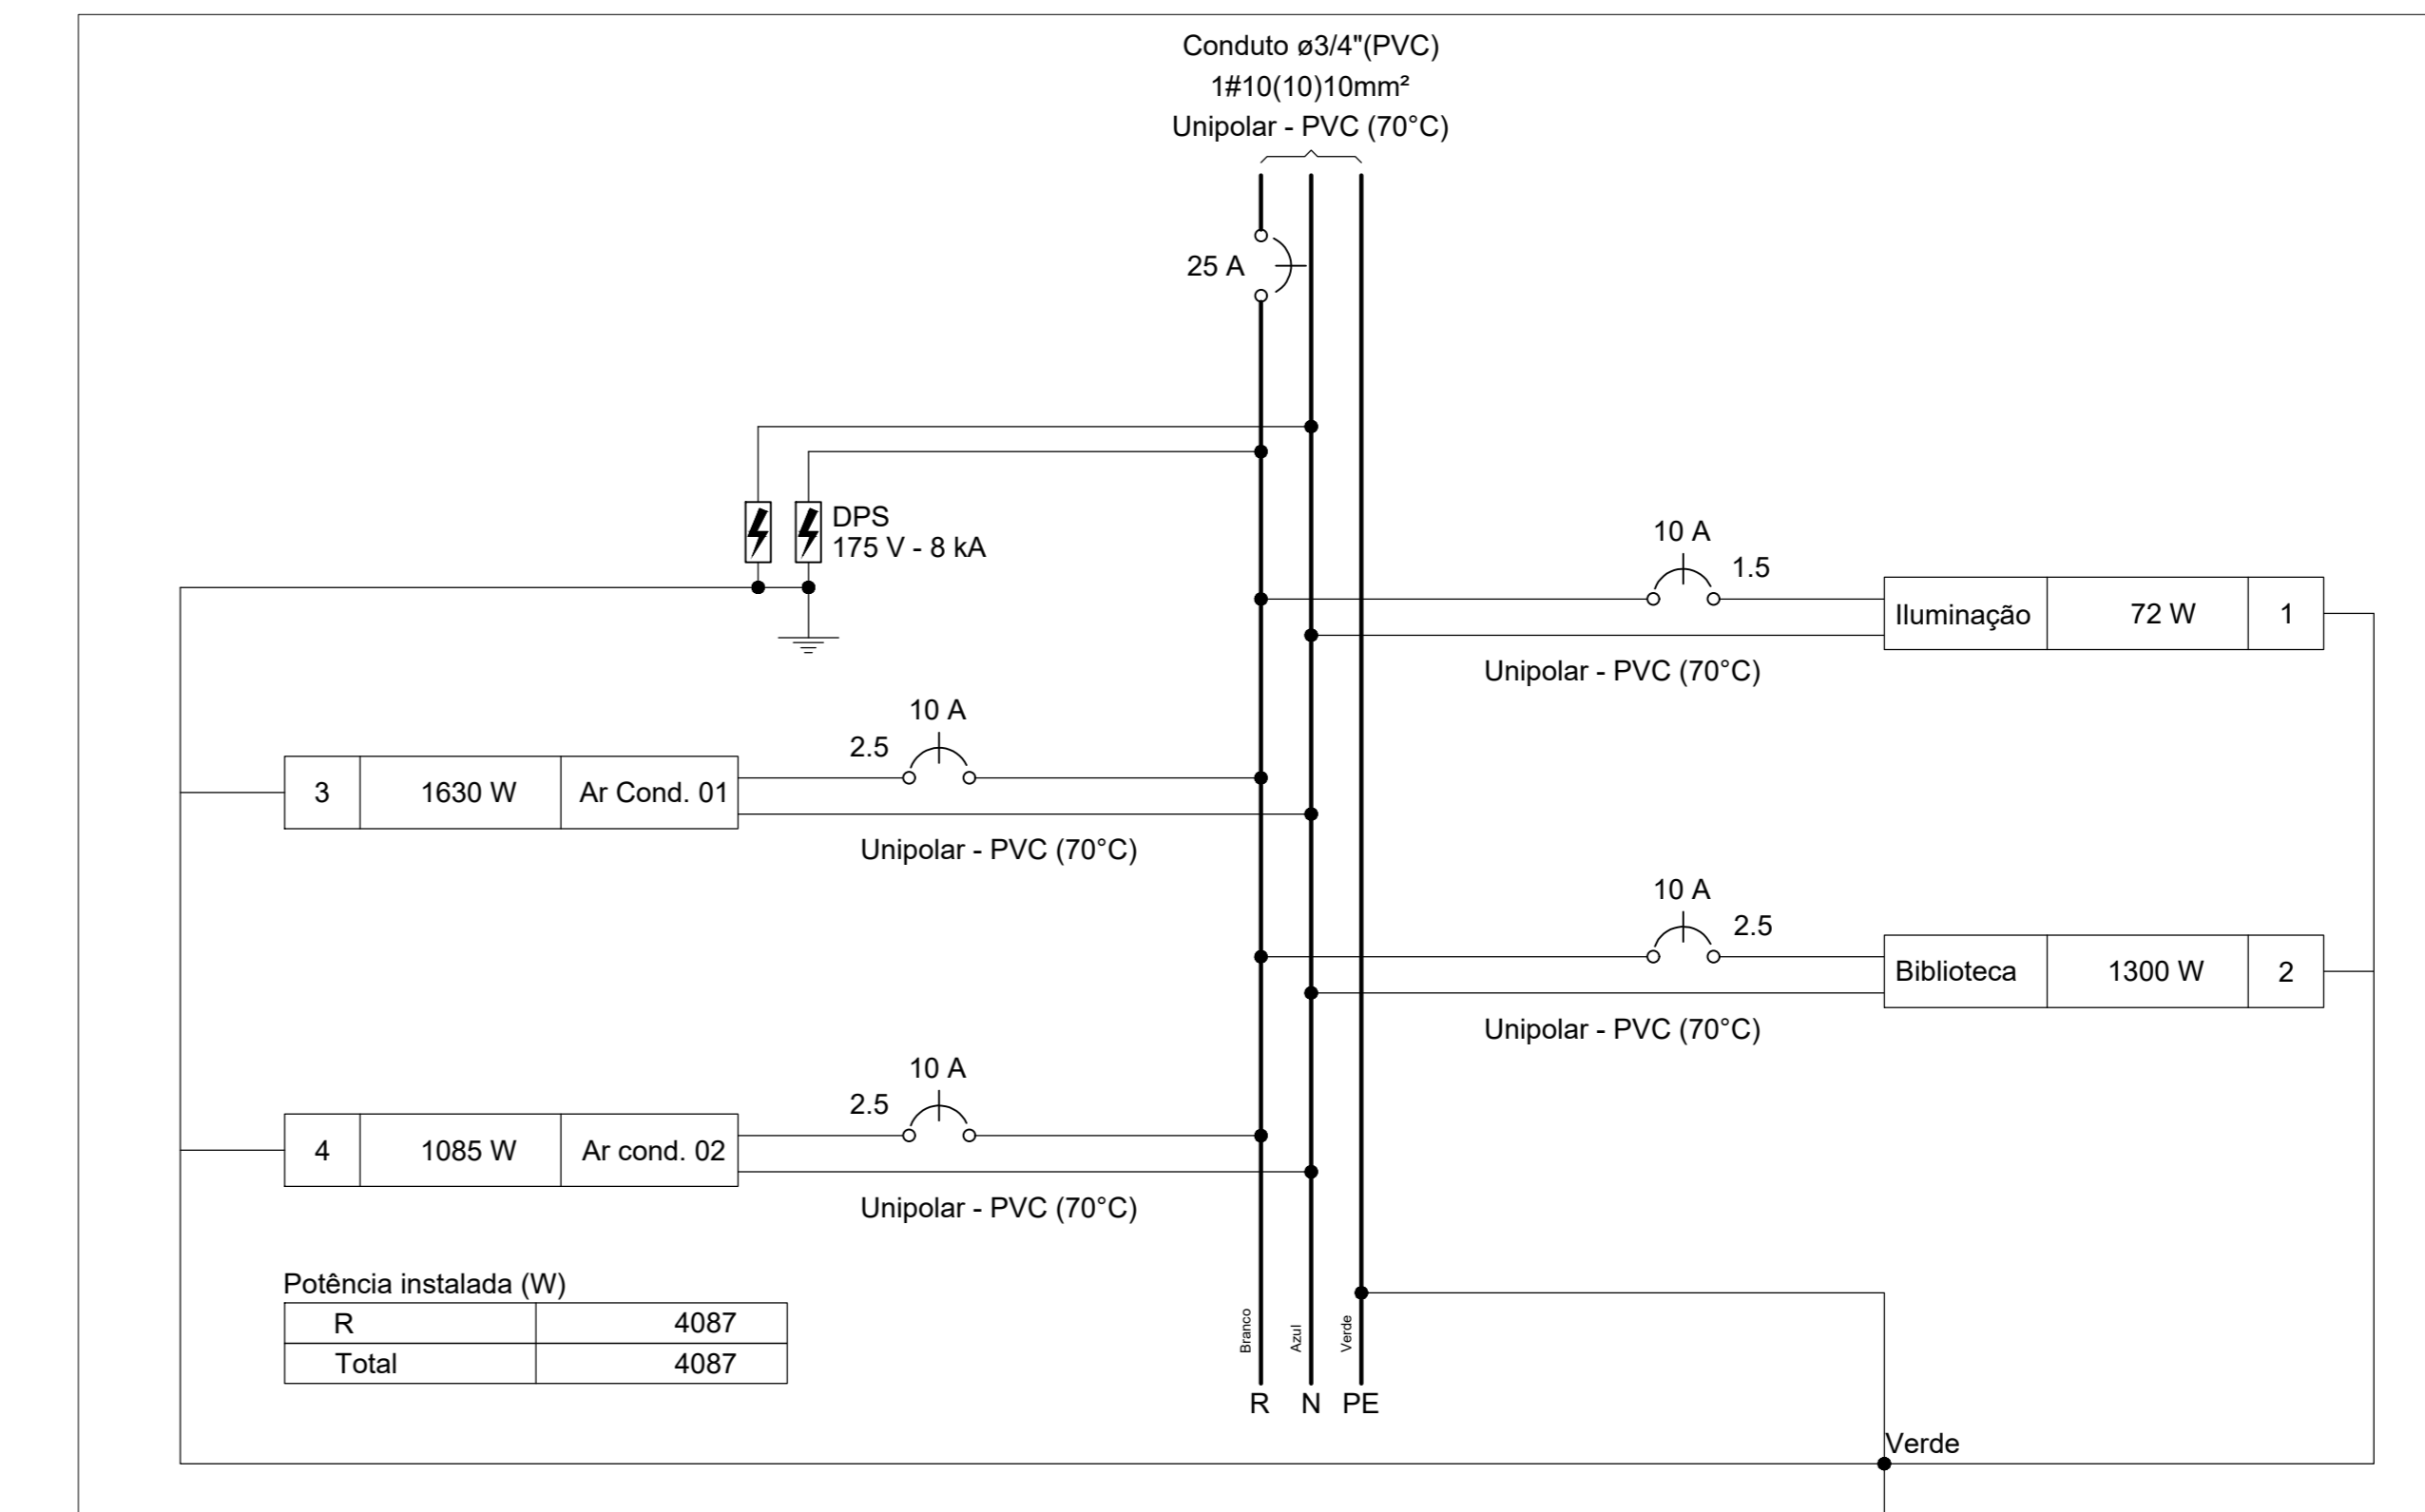 Conduto ø3/4"(PVC)
1#10(10)10mm²
Unipolar - PVC (70°C)
25 A
DPS
175 V - 8 kA
10 A
1.5
Iluminação 72 W 1
Unipolar - PVC (70°C)
10 A
2.5
3 1630 W Ar Cond. 01
Unipolar - PVC (70°C)
10 A
2.5
Biblioteca 1300 W 2
Unipolar - PVC (70°C)
10 A
2.5
4 1085 W Ar cond. 02
Unipolar - PVC (70°C)
Potência instalada (W)
R 4087
Total 4087
Branco
Azul
Verde
R N PE
Verde